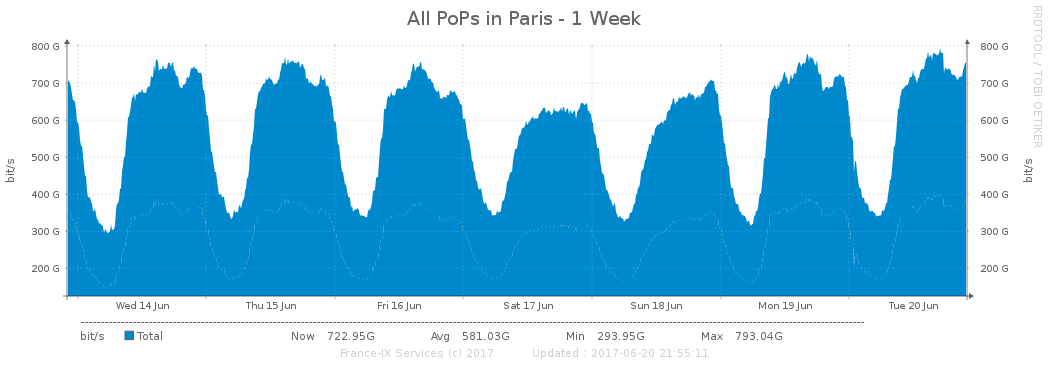 All PoPs in Paris - 1 Week
RRDTOOL / TOBI OETIKER
800 G 800 G
700 G 700 G
600 G 600 G
500 G 500 G
400 G 400 G
300 G 300 G
200 G 200 G
bit/s
bit/s
Wed 14 Jun Thu 15 Jun Fri 16 Jun Sat 17 Jun Sun 18 Jun Mon 19 Jun Tue 20 Jun
bit/s Total Now 722.95G Avg 581.03G Min 293.95G Max 793.04G
France-IX Services (c) 2017 Updated : 2017-06-20 21:55:11